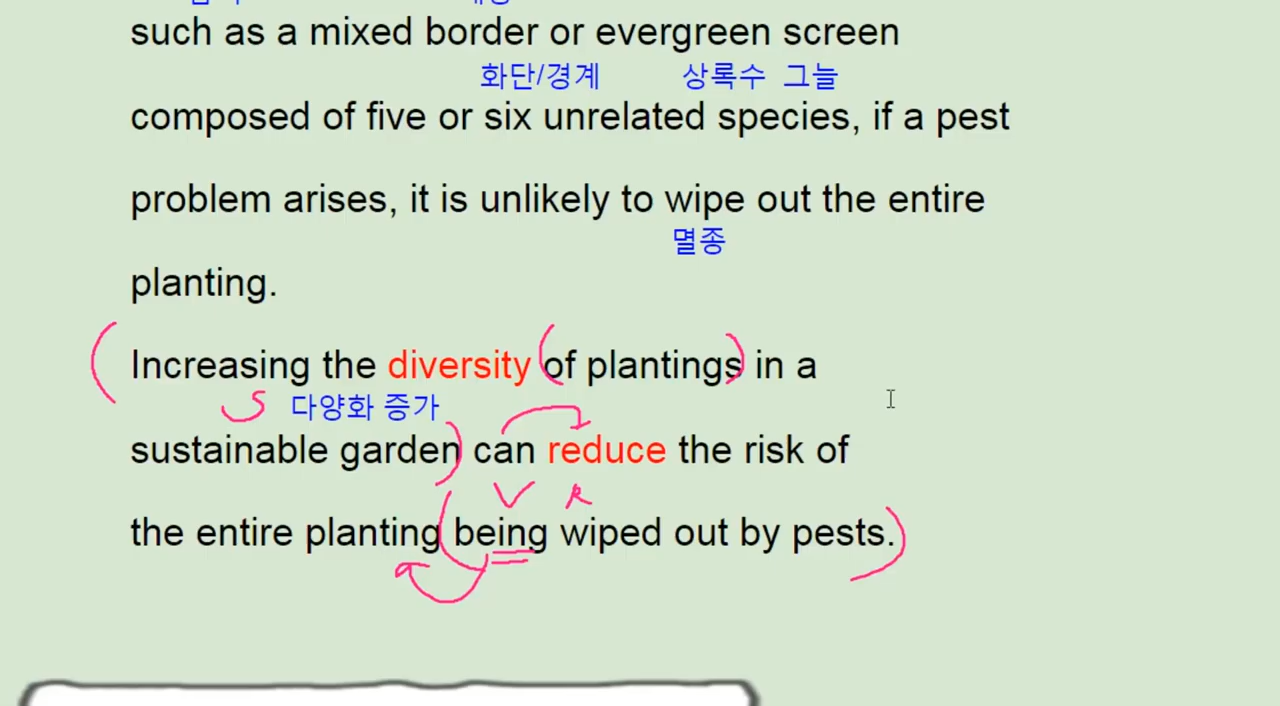 such as a mixed border or evergreen screen
화단/경계 상록수 그늘
composed of five or six unrelated species, if a pest
problem arises, it is unlikely to wipe out the entire
멸종
planting.
Increasing the diversity of plantings in a
S 다양화 증가
sustainable garden can reduce the risk of
V R
the entire planting being wiped out by pests.